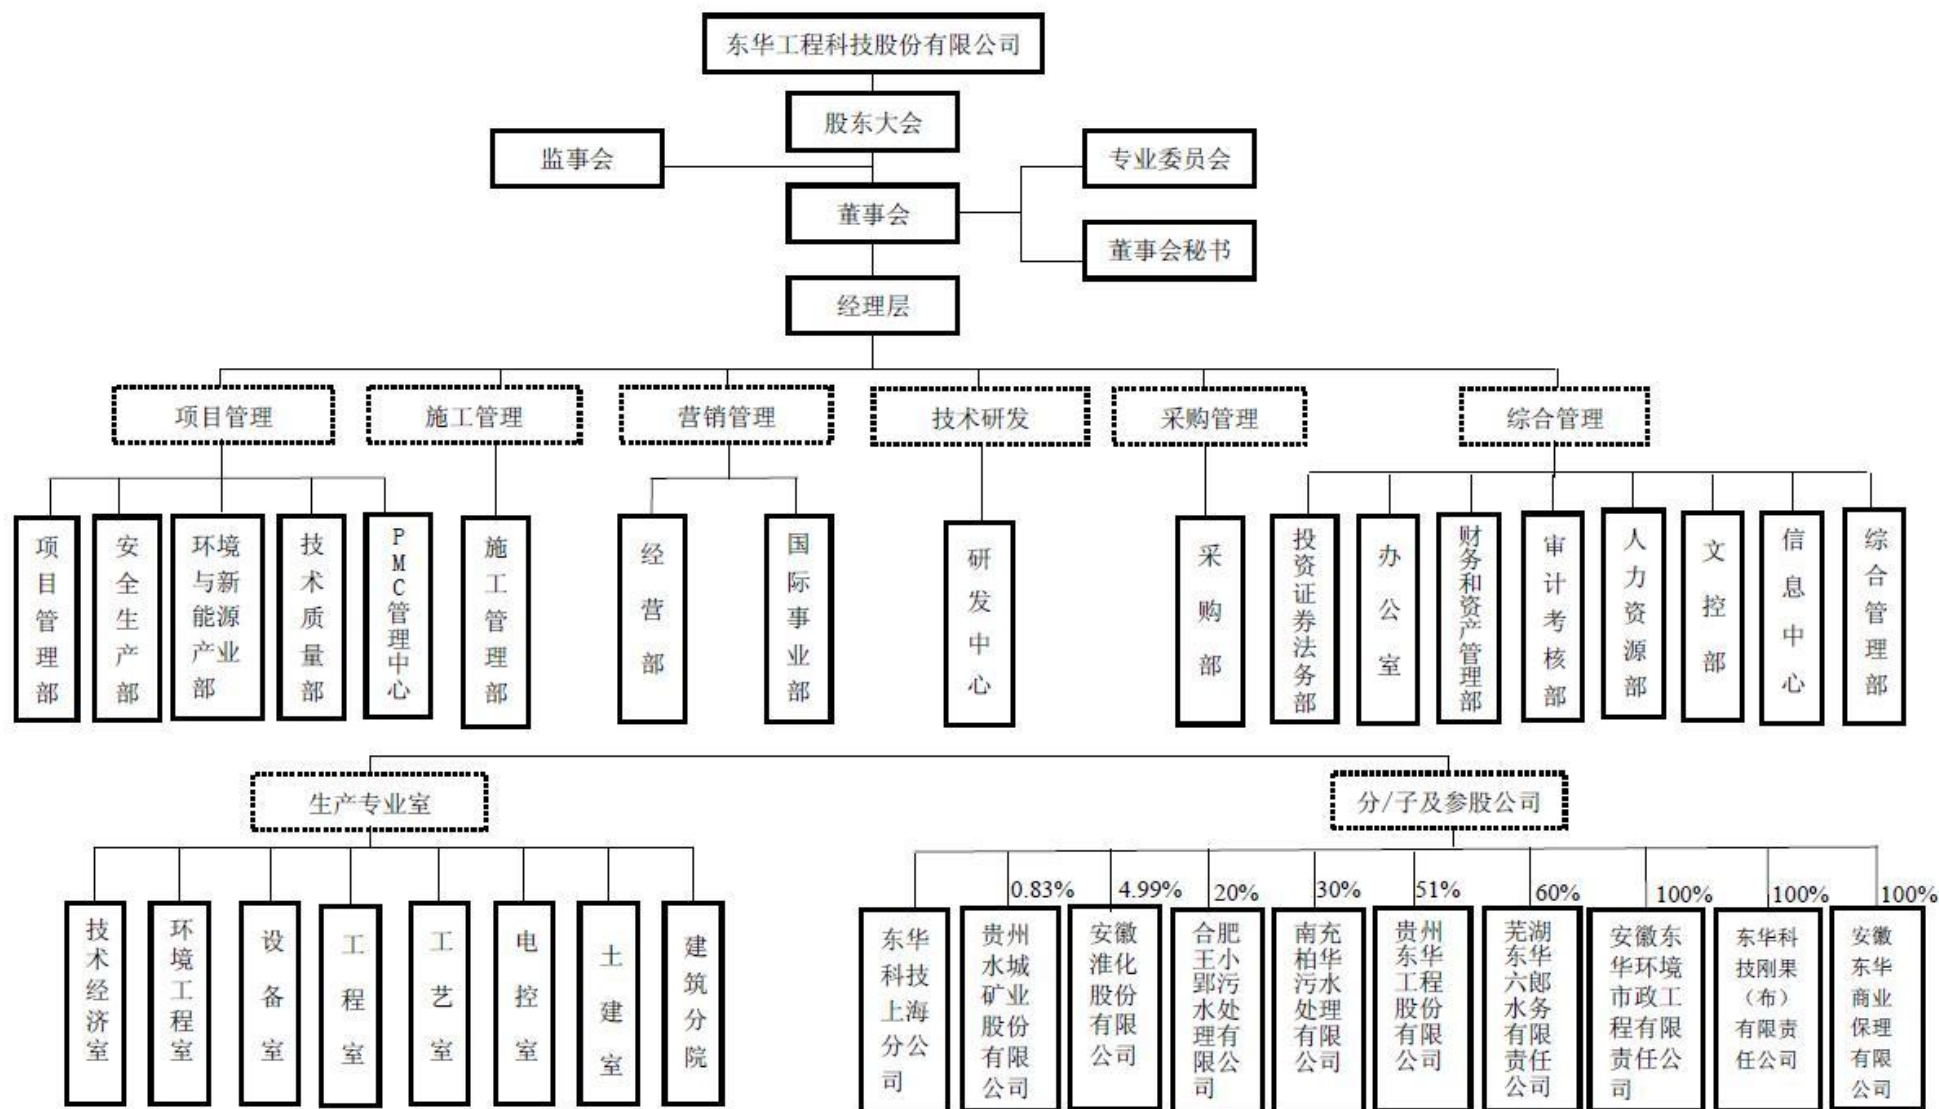 东华工程科技股份有限公司
股东大会
监事会
专业委员会
董事会
董事会秘书
经理层
项目管理
施工管理
营销管理
技术研发
采购管理
综合管理
项目管理部
安全生产部
环境
与新
能源
产业
部
技术质量部
PMC管理中心
施工管理部
经营部
国际事业部
研发中心
采购部
投资证券法务部
办公室
财务和资产管理部
审计考核部
人力资源部
文控部
信息中心
综合管理部
生产专业室
分/子及参股公司
技术经济室
环境工程室
设备室
工程室
工艺室
电控室
土建室
建筑分院
东华
科技
上海
分公
司
0.83%
贵州
水城
矿业
股份
有限
公司
4.99%
安徽
淮化
股份
有限
公司
20%
合肥
王小
郢污
水处
理有
限公
司
30%
南充
柏华
污水
处理
有限
公司
51%
贵州
东华
工程
股份
有限
公司
60%
芜湖
东华
六郎
水务
有限
责任
公司
100%
安徽东
华环境
市政工
程有限
责任公
司
100%
东华科
技刚果
（布）
有限责
任公司
100%
安徽
东华
商业
保理
有限
公司